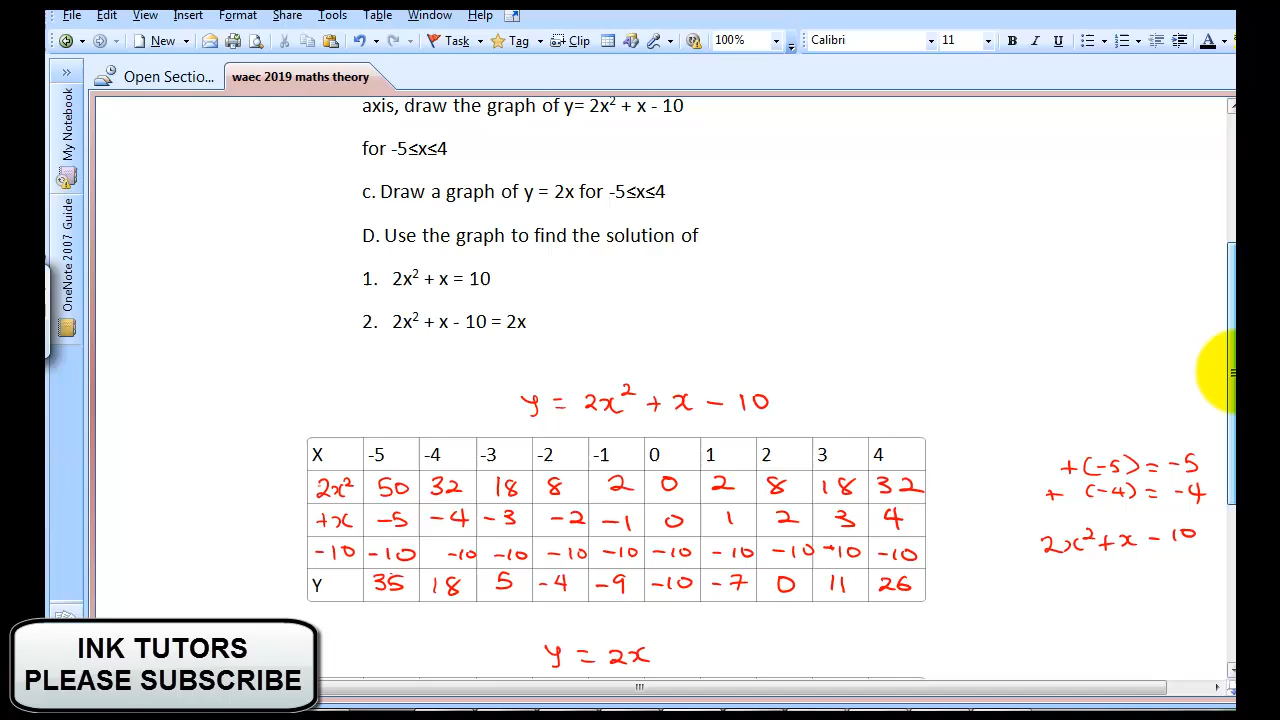 File Edit View Insert Format Share Tools Table Window Help
New Task Tag Clip 100% Calibri 11 B I U A
» Open Sectio... waec 2019 maths theory
My Notebook
OneNote 2007 Guide
axis, draw the graph of y= 2x² + x - 10
for -5≤x≤4
c. Draw a graph of y = 2x for -5≤x≤4
D. Use the graph to find the solution of
1. 2x² + x = 10
2. 2x² + x - 10 = 2x
y = 2x² + x - 10
X -5 -4 -3 -2 -1 0 1 2 3 4
2x² 50 32 18 8 2 0 2 8 18 32
+x -5 -4 -3 -2 -1 0 1 2 3 4
-10 -10 -10 -10 -10 -10 -10 -10 -10 -10 -10
Y 35 18 5 -4 -9 -10 -7 0 11 26
+(-5) = -5
+ (-4) = -4
2x² + x - 10
y = 2x
INK TUTORS
PLEASE SUBSCRIBE